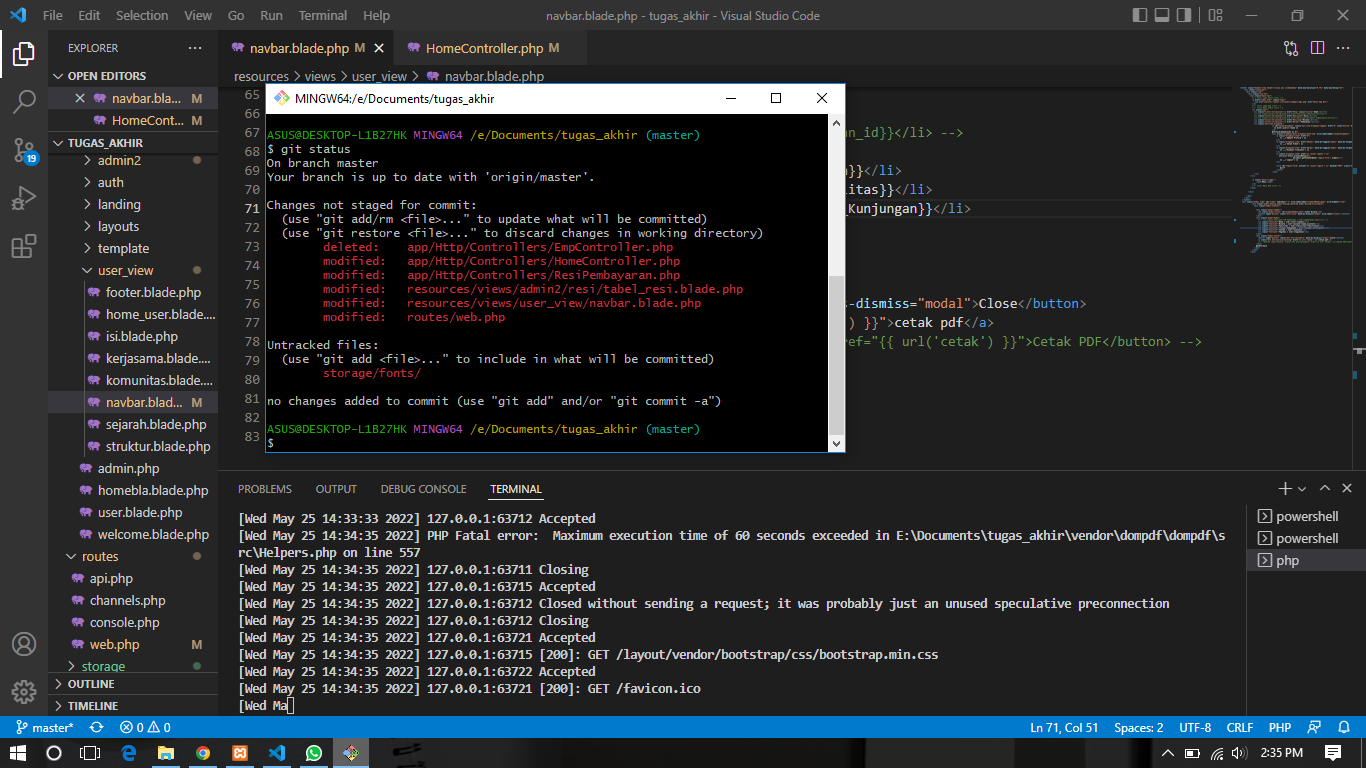 File Edit Selection View Go Run Terminal Help
navbar.blade.php - tugas_akhir - Visual Studio Code
EXPLORER
OPEN EDITORS
navbar.bla... M
HomeCont... M
TUGAS_AKHIR
admin2
auth
landing
layouts
template
user_view
footer.blade.php
home_user.blade....
isi.blade.php
kerjasama.blade....
komunitas.blade....
navbar.blad... M
sejarah.blade.php
struktur.blade.php
admin.php
homebla.blade.php
user.blade.php
welcome.blade.php
routes
api.php
channels.php
console.php
web.php M
storage
OUTLINE
TIMELINE
19
navbar.blade.php M
HomeController.php M
resources > views > user_view > navbar.blade.php
65
66
67 n_id}}</li> -->
68
69 }}</li>
70 litas}}</li>
71 _Kunjungan}}</li>
72
73
74
75
76 s-dismiss="modal">Close</button>
77 ) }}">cetak pdf</a>
78 ref="{{ url('cetak') }}">Cetak PDF</button> -->
79
80
81
82
83
MINGW64:/e/Documents/tugas_akhir
ASUS@DESKTOP-L1B27HK MINGW64 /e/Documents/tugas_akhir (master)
$ git status
On branch master
Your branch is up to date with 'origin/master'.
Changes not staged for commit:
(use "git add/rm <file>..." to update what will be committed)
(use "git restore <file>..." to discard changes in working directory)
deleted: app/Http/Controllers/EmpController.php
modified: app/Http/Controllers/HomeController.php
modified: app/Http/Controllers/ResiPembayaran.php
modified: resources/views/admin2/resi/tabel_resi.blade.php
modified: resources/views/user_view/navbar.blade.php
modified: routes/web.php
Untracked files:
(use "git add <file>..." to include in what will be committed)
storage/fonts/
no changes added to commit (use "git add" and/or "git commit -a")
ASUS@DESKTOP-L1B27HK MINGW64 /e/Documents/tugas_akhir (master)
$
PROBLEMS OUTPUT DEBUG CONSOLE TERMINAL
[Wed May 25 14:33:33 2022] 127.0.0.1:63712 Accepted
[Wed May 25 14:34:35 2022] PHP Fatal error:  Maximum execution time of 60 seconds exceeded in E:\Documents\tugas_akhir\vendor\dompdf\dompdf\s
rc\Helpers.php on line 557
[Wed May 25 14:34:35 2022] 127.0.0.1:63711 Closing
[Wed May 25 14:34:35 2022] 127.0.0.1:63715 Accepted
[Wed May 25 14:34:35 2022] 127.0.0.1:63712 Closed without sending a request; it was probably just an unused speculative preconnection
[Wed May 25 14:34:35 2022] 127.0.0.1:63712 Closing
[Wed May 25 14:34:35 2022] 127.0.0.1:63721 Accepted
[Wed May 25 14:34:35 2022] 127.0.0.1:63715 [200]: GET /layout/vendor/bootstrap/css/bootstrap.min.css
[Wed May 25 14:34:35 2022] 127.0.0.1:63722 Accepted
[Wed May 25 14:34:35 2022] 127.0.0.1:63721 [200]: GET /favicon.ico
[Wed Ma
powershell
powershell
php
master* 0 0
Ln 71, Col 51 Spaces: 2 UTF-8 CRLF PHP
2:35 PM